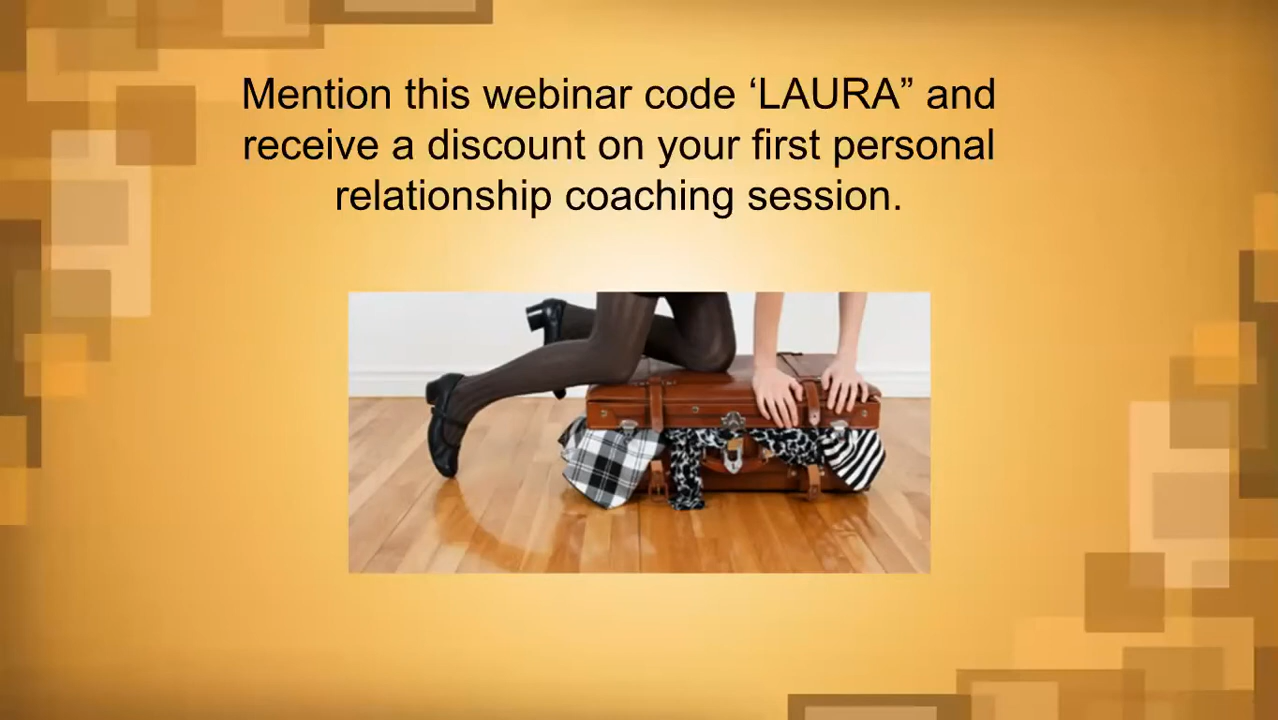 Mention this webinar code ‘LAURA” and
receive a discount on your first personal
relationship coaching session.